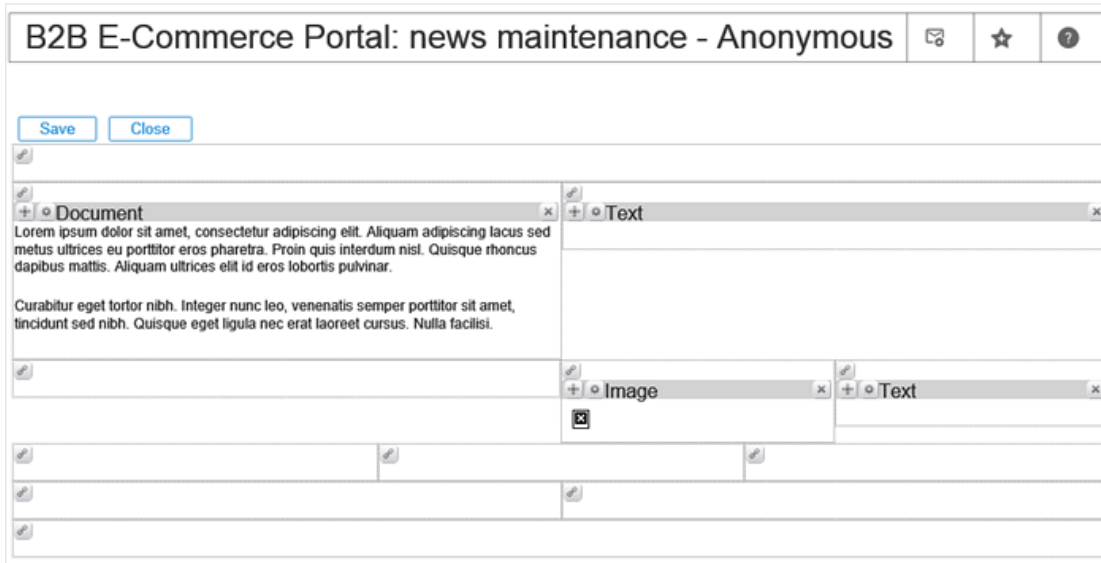 B2B E-Commerce Portal: news maintenance - Anonymous
Save Close
Document
Text
Lorem ipsum dolor sit amet, consectetur adipiscing elit. Aliquam adipiscing lacus sed
metus ultrices eu porttitor eros pharetra. Proin quis interdum nisl. Quisque rhoncus
dapibus mattis. Aliquam ultrices elit id eros lobortis pulvinar.
Curabitur eget tortor nibh. Integer nunc leo, venenatis semper porttitor sit amet,
tincidunt sed nibh. Quisque eget ligula nec erat laoreet cursus. Nulla facilisi.
Image
Text